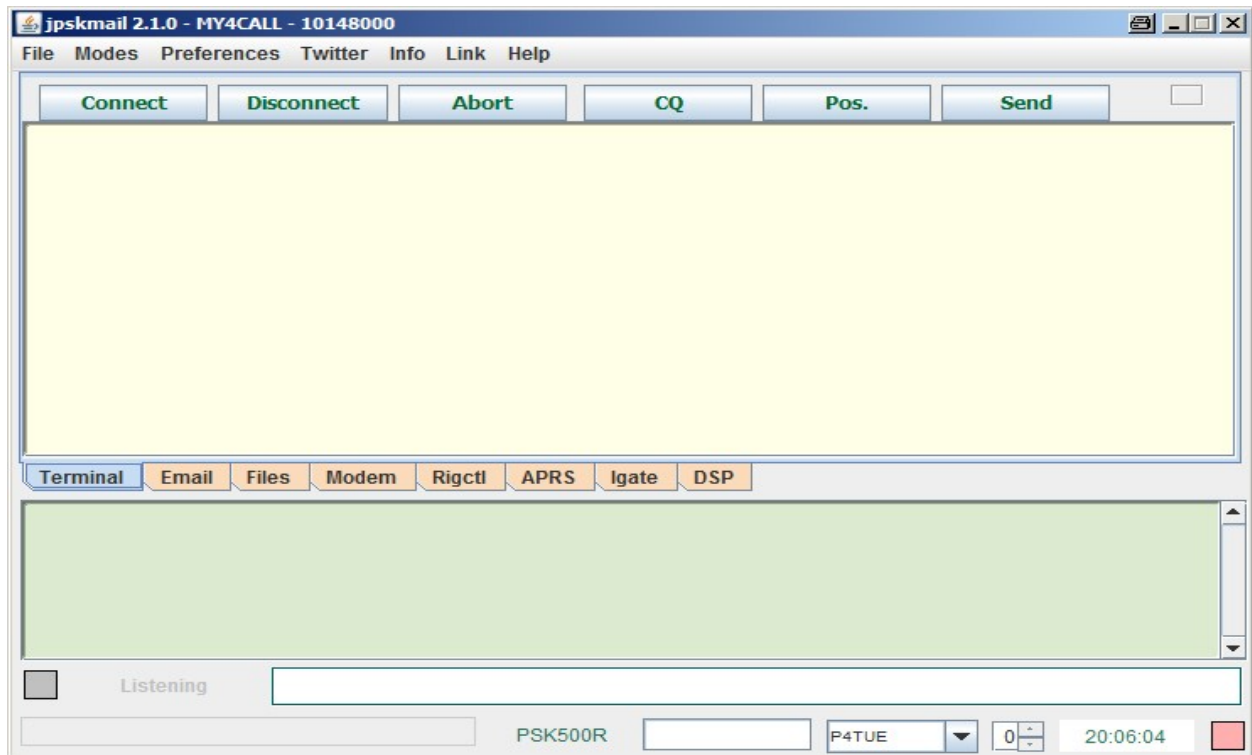 jpskmail 2.1.0 - MY4CALL - 10148000
File Modes Preferences Twitter Info Link Help
Connect Disconnect Abort CQ Pos. Send
Terminal Email Files Modem Rigctl APRS Igate DSP
Listening
PSK500R P4TUE 0 20:06:04